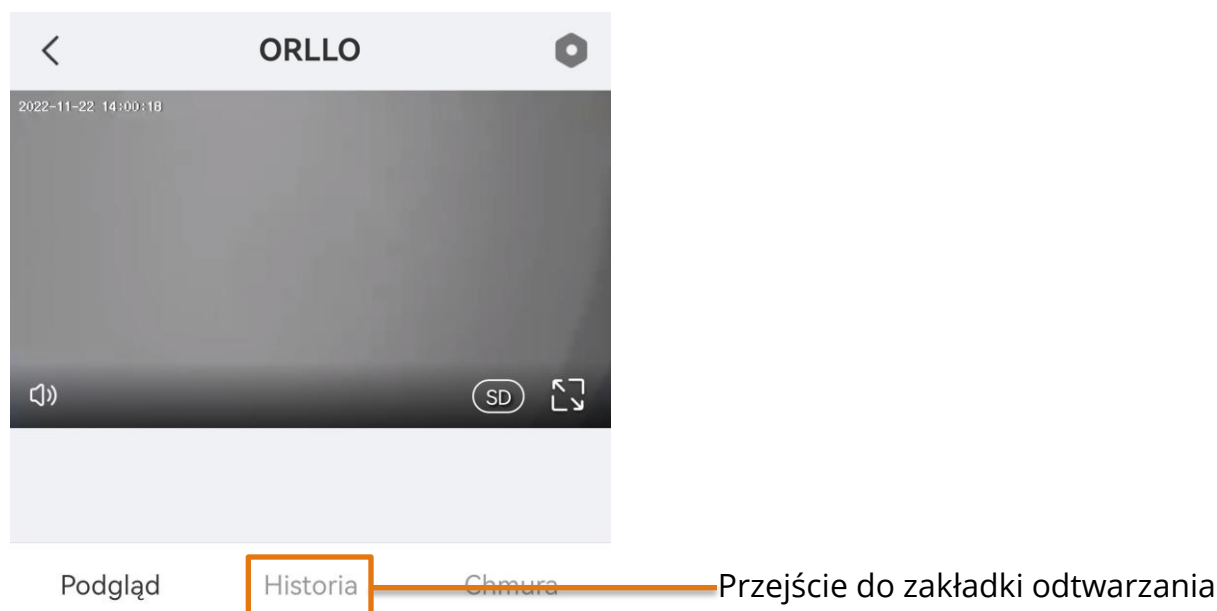 ORLLO
2022-11-22 14:00:18
SD
Podgląd Historia Chmura Przejście do zakładki odtwarzania